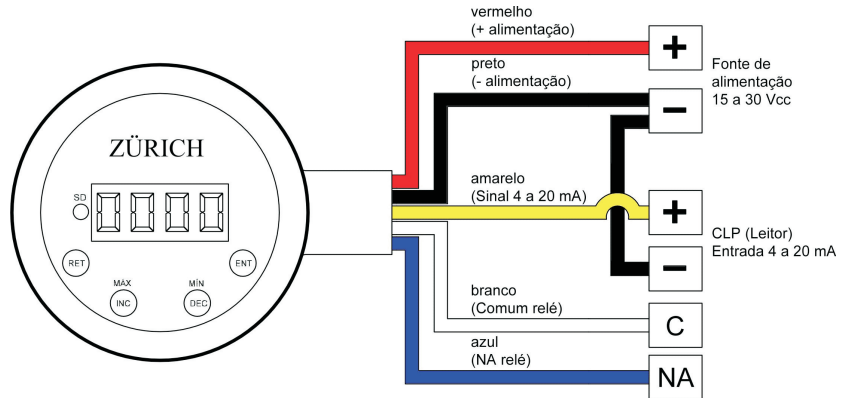 ZÜRICH
SD
0000
RET
ENT
MÁX
INC
MÍN
DEC
vermelho
(+ alimentação)
preto
(- alimentação)
amarelo
(Sinal 4 a 20 mA)
branco
(Comum relé)
azul
(NA relé)
+
−
Fonte de
alimentação
15 a 30 Vcc
+
−
CLP (Leitor)
Entrada 4 a 20 mA
C
NA